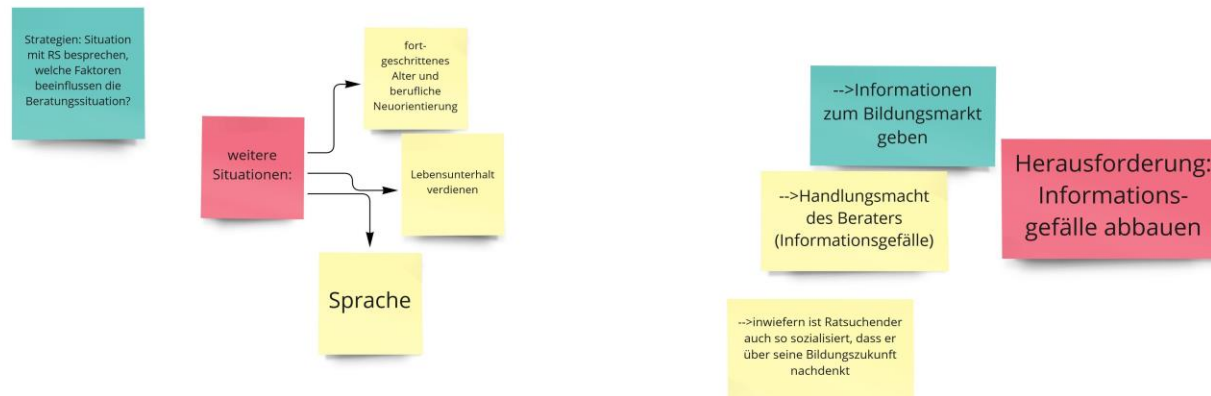 Strategien: Situation
mit RS besprechen,
welche Faktoren
beeinflussen die
Beratungssituation?
weitere
Situationen:
fort-
geschrittenes
Alter und
berufliche
Neuorientierung
Lebensunterhalt
verdienen
Sprache
-->Informationen
zum Bildungsmarkt
geben
-->Handlungsmacht
des Beraters
(Informationsgefälle)
Herausforderung:
Informations-
gefälle abbauen
-->inwiefern ist Ratsuchender
auch so sozialisiert, dass er
über seine Bildungszukunft
nachdenkt